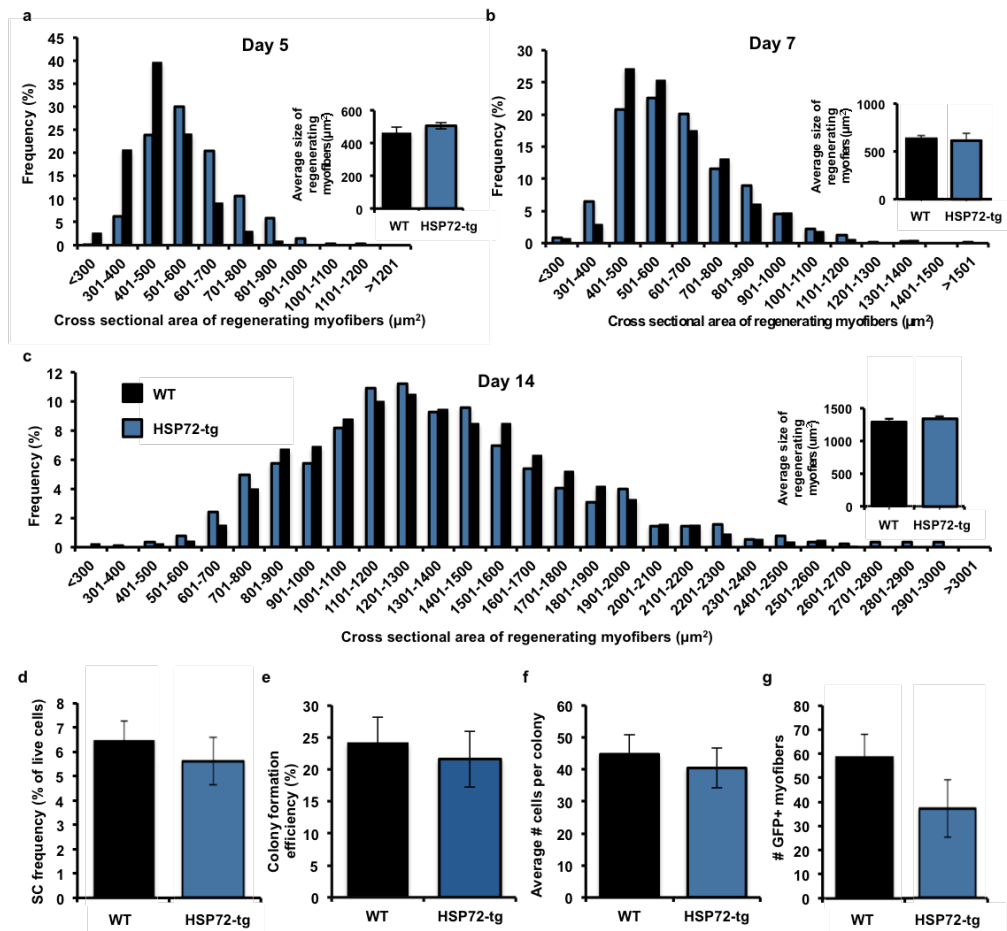 a
Day 5
Frequency (%)
45
40
35
30
25
20
15
10
5
0
<300
301-400
401-500
501-600
601-700
701-800
801-900
901-1000
1001-1100
1101-1200
>1201
Cross sectional area of regenerating myofibers (µm²)
Average size of
regenerating
myofibers(µm²)
600
400
200
0
WT
HSP72-tg
b
Day 7
Frequency (%)
30
25
20
15
10
5
0
<300
301-400
401-500
501-600
601-700
701-800
801-900
901-1000
1001-1100
1101-1200
1201-1300
1301-1400
1401-1500
>1501
Cross sectional area of regenerating myofibers (µm²)
Average size of
regenerating
myofiers(µm²)
1000
500
0
WT
HSP72-tg
c
Day 14
WT
HSP72-tg
Frequency (%)
12
10
8
6
4
2
0
<300
301-400
401-500
501-600
601-700
701-800
801-900
901-1000
1001-1100
1101-1200
1201-1300
1301-1400
1401-1500
1501-1600
1601-1700
1701-1800
1801-1900
1901-2000
2001-2100
2101-2200
2201-2300
2301-2400
2401-2500
2501-2600
2601-2700
2701-2800
2801-2900
2901-3000
>3001
Cross sectional area of regenerating myofibers (µm²)
Average size of
regenerating
myofiers (um²)
1500
1000
500
0
WT
HSP72-tg
d
SC frequency (% of live cells)
8
7
6
5
4
3
2
1
0
WT
HSP72-tg
e
Colony formation
efficiency (%)
30
25
20
15
10
5
0
WT
HSP72-tg
f
Average # cells per colony
60
50
40
30
20
10
0
WT
HSP72-tg
g
# GFP+ myofibers
80
70
60
50
40
30
20
10
0
WT
HSP72-tg